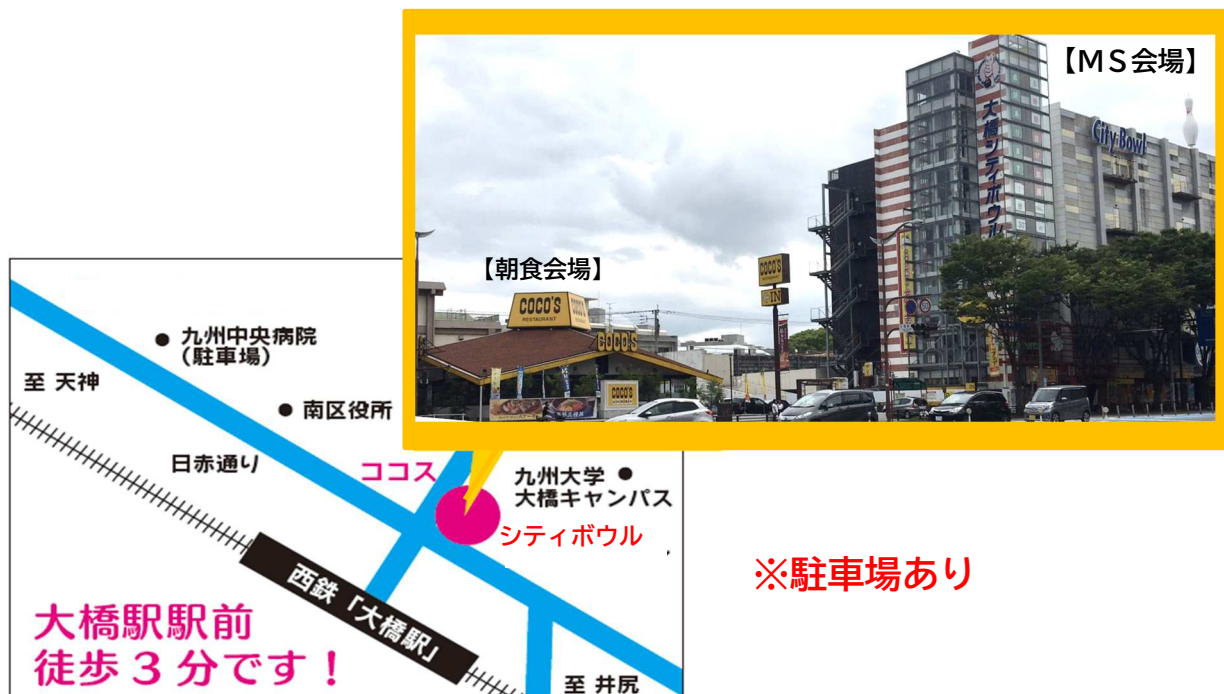 【ＭＳ会場】
大橋シティボウル
City Bowl
【朝食会場】
COCO'S
RESTAURANT
COCO'S
COCO'S
COCO'S
RESTAURANT
IN
COCO'S
九州中央病院
(駐車場)
至 天神
南区役所
日赤通り
ココス
九州大学
大橋キャンパス
シティボウル
※駐車場あり
西鉄「大橋駅」
大橋駅駅前
徒歩３分です！
至 井尻